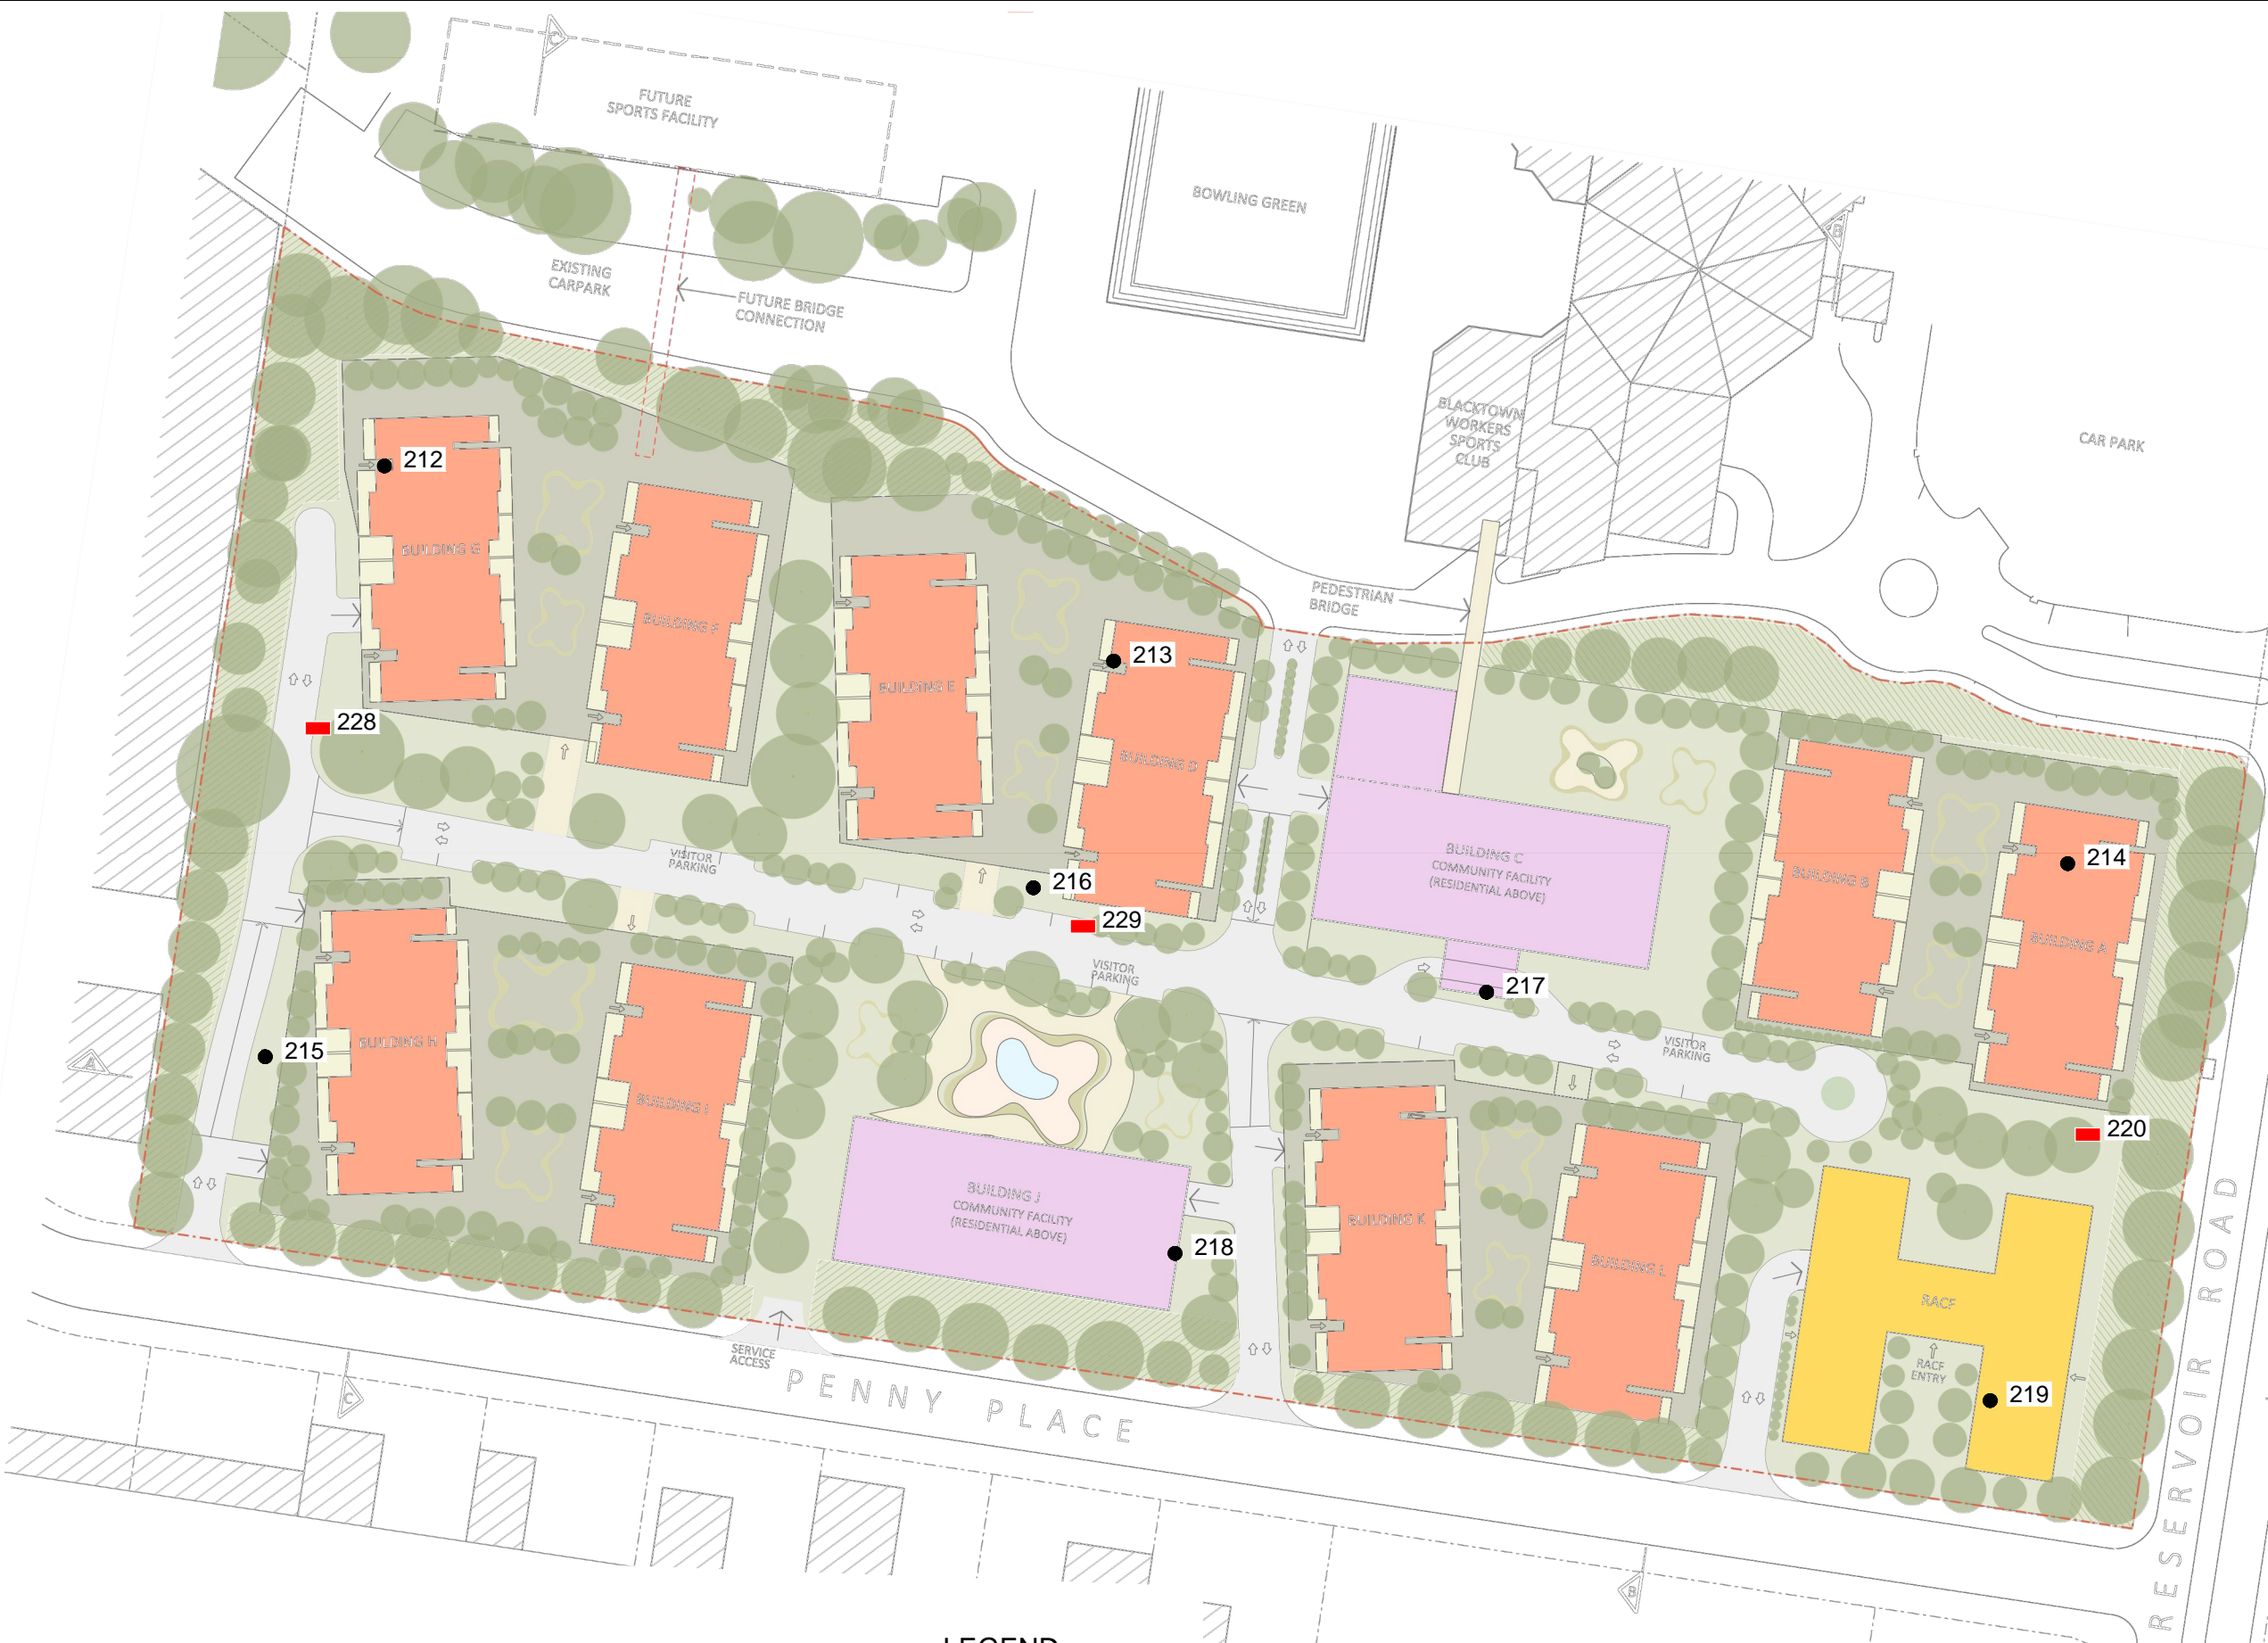 C
FUTURE
SPORTS FACILITY
BOWLING GREEN
B
EXISTING
CARPARK
FUTURE BRIDGE
CONNECTION
BLACKTOWN
WORKERS
SPORTS
CLUB
CAR PARK
212
BUILDING G
BUILDING F
PEDESTRIAN
BRIDGE
213
BUILDING E
228
BUILDING D
VISITOR
PARKING
BUILDING C
COMMUNITY FACILITY
(RESIDENTIAL ABOVE)
214
BUILDING B
216
229
BUILDING A
VISITOR
PARKING
217
215
BUILDING H
VISITOR
PARKING
A
BUILDING I
220
BUILDING J
COMMUNITY FACILITY
(RESIDENTIAL ABOVE)
BUILDING K
218
BUILDING L
RACF
RESERVOIR ROAD
SERVICE
ACCESS
RACF
ENTRY
PENNY PLACE
219
C
B
LEGEND